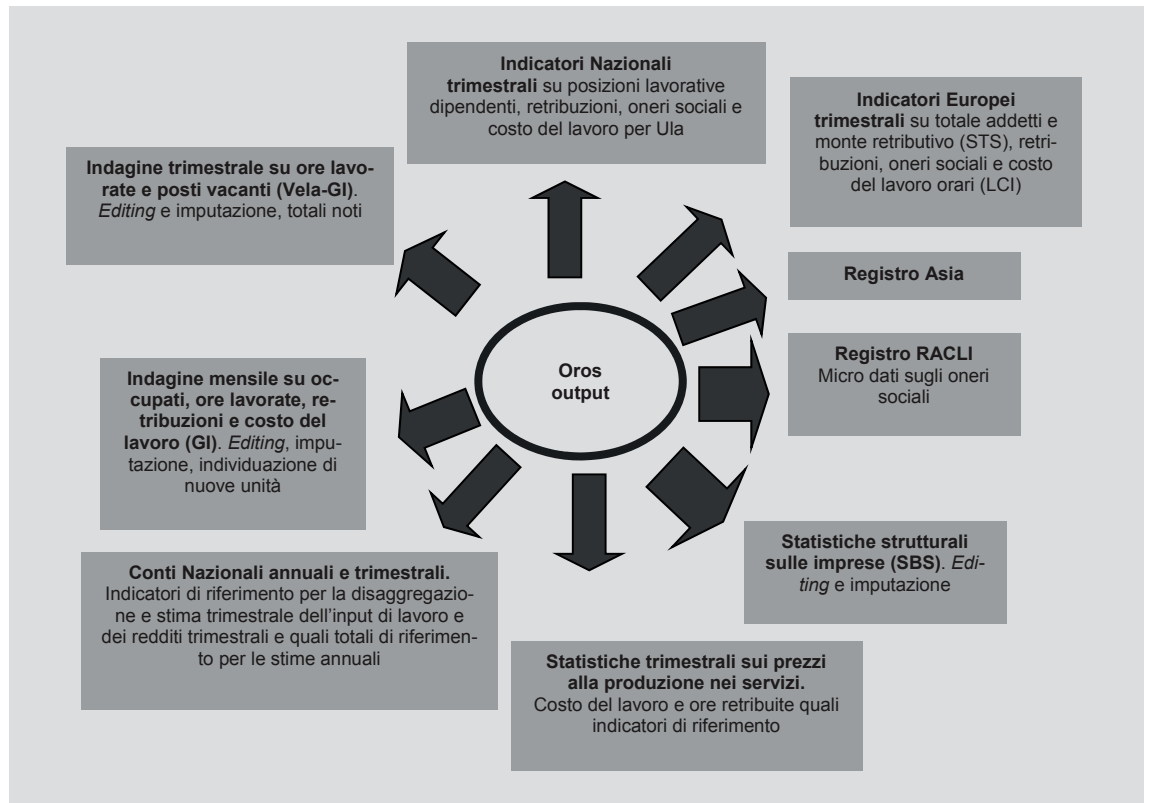 Indicatori Nazionali
trimestrali su posizioni lavorative
dipendenti, retribuzioni, oneri sociali e
costo del lavoro per Ula
Indicatori Europei
trimestrali su totale addetti e
monte retributivo (STS), retri-
buzioni, oneri sociali e costo
del lavoro orari (LCI)
Indagine trimestrale su ore lavo-
rate e posti vacanti (Vela-GI).
Editing e imputazione, totali noti
Registro Asia
Registro RACLI
Micro dati sugli oneri
sociali
Oros
output
Indagine mensile su oc-
cupati, ore lavorate, re-
tribuzioni e costo del
lavoro (GI). Editing, impu-
tazione, individuazione di
nuove unità
Statistiche strutturali
sulle imprese (SBS). Edi-
ting e imputazione
Conti Nazionali annuali e trimestrali.
Indicatori di riferimento per la disaggregazio-
ne e stima trimestrale dell'input di lavoro e
dei redditi trimestrali e quali totali di riferimen-
to per le stime annuali
Statistiche trimestrali sui prezzi
alla produzione nei servizi.
Costo del lavoro e ore retribuite quali
indicatori di riferimento